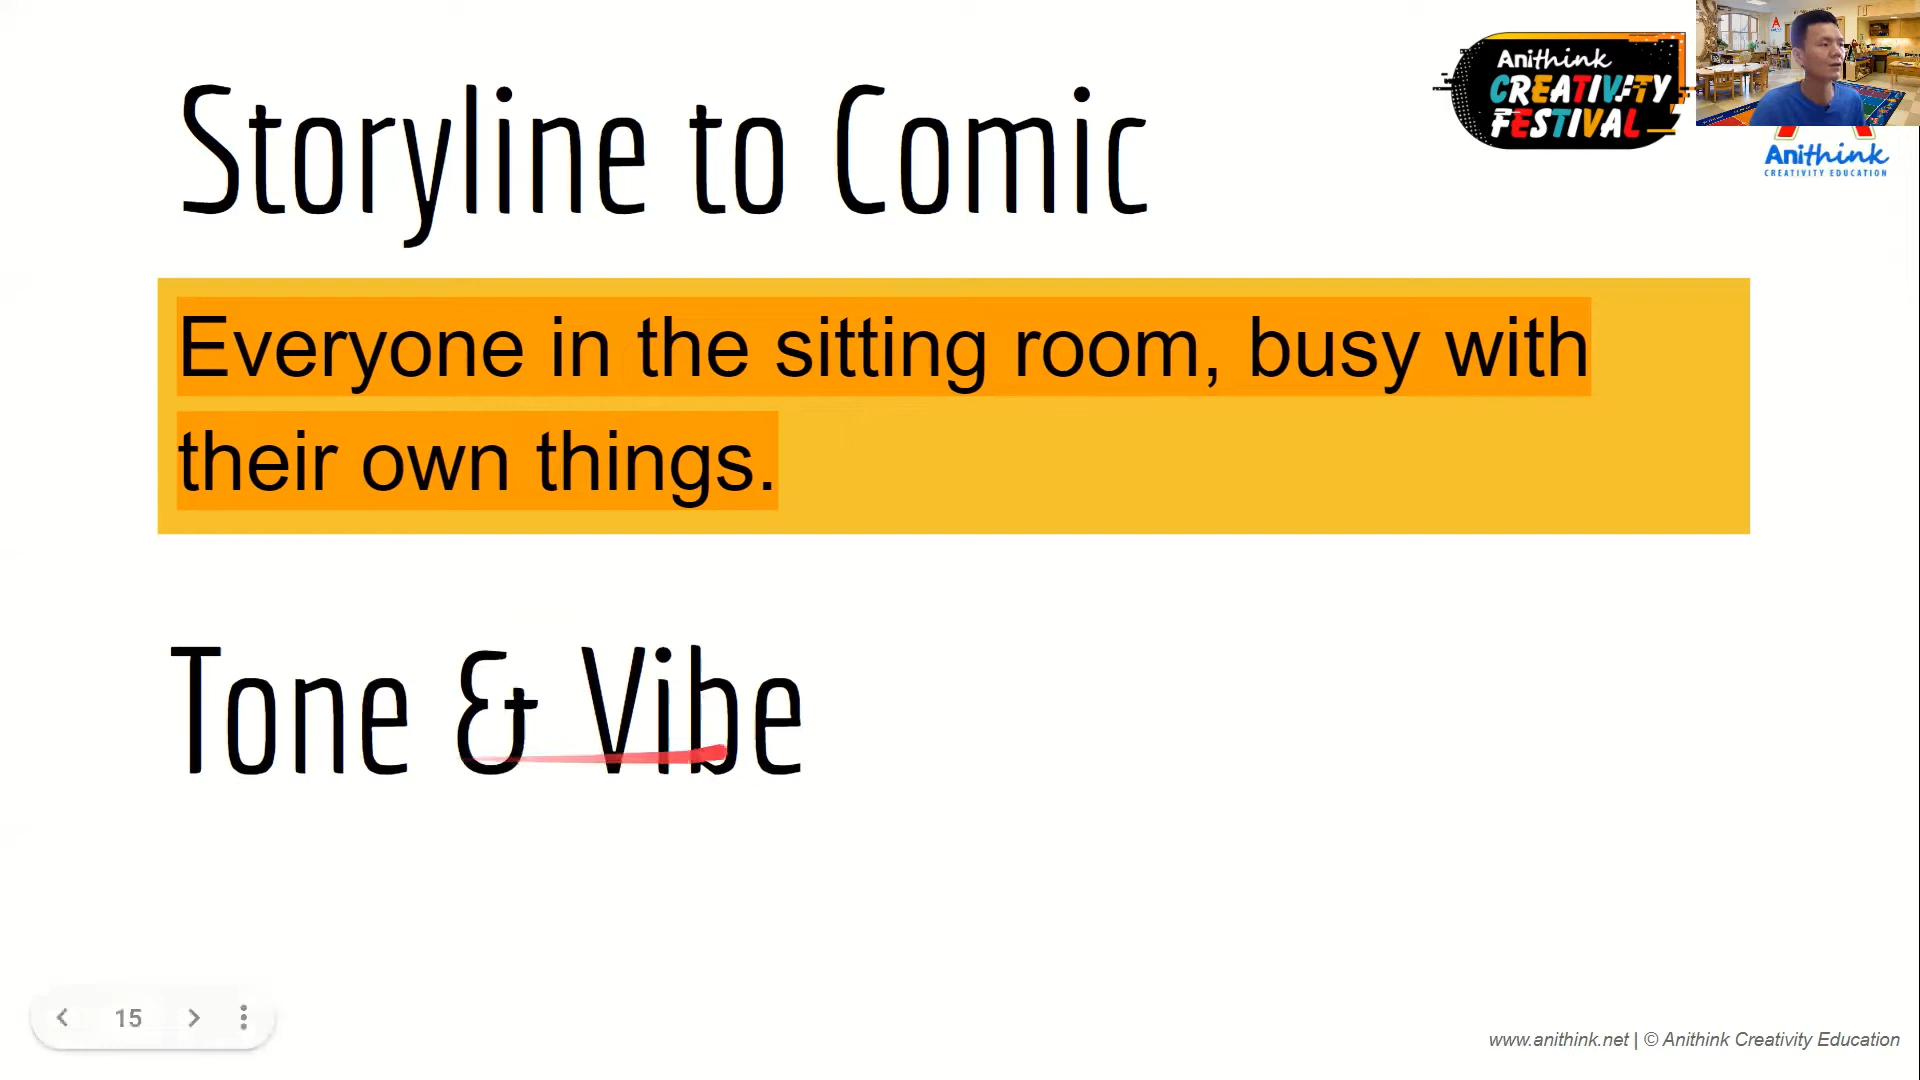 Storyline to Comic
Anithink
CREATIVITY
FESTIVAL
Anithink
CREATIVITY EDUCATION
Everyone in the sitting room, busy with
their own things.
Tone & Vibe
15
www.anithink.net | © Anithink Creativity Education